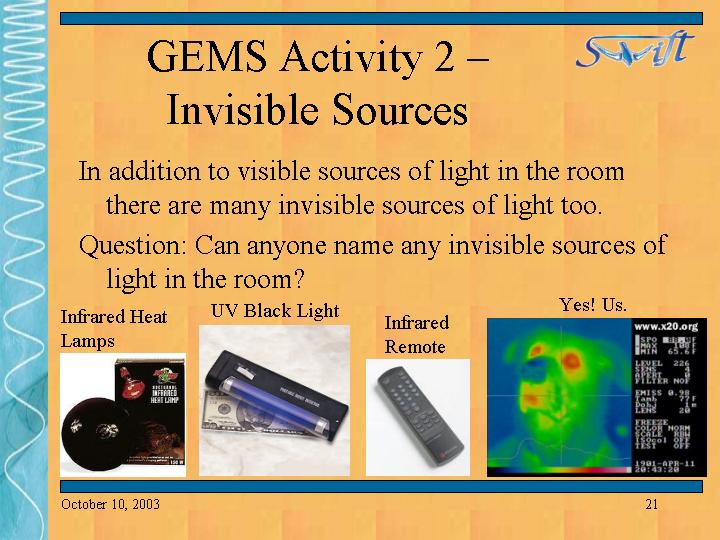 GEMS Activity 2 –
Invisible Sources
Swift
In addition to visible sources of light in the room
there are many invisible sources of light too.
Question: Can anyone name any invisible sources of
light in the room?
Infrared Heat
Lamps
UV Black Light
Infrared
Remote
Yes! Us.
NOCTURNAL
INFRARED
HEAT LAMP
www.x20.org
MAX 108F
MIN 65.6F
LEVEL 226
SENS 4
APERT 0
FILTER NOF
EMISS 0.98
Tamb 77F
Dobj 1m
LENS 20
FREEZE
COLOR NORM
SCALE RBW
ISOcol OFF
TEST OFF
1901-APR-11
20:43:20
October 10, 2003
21